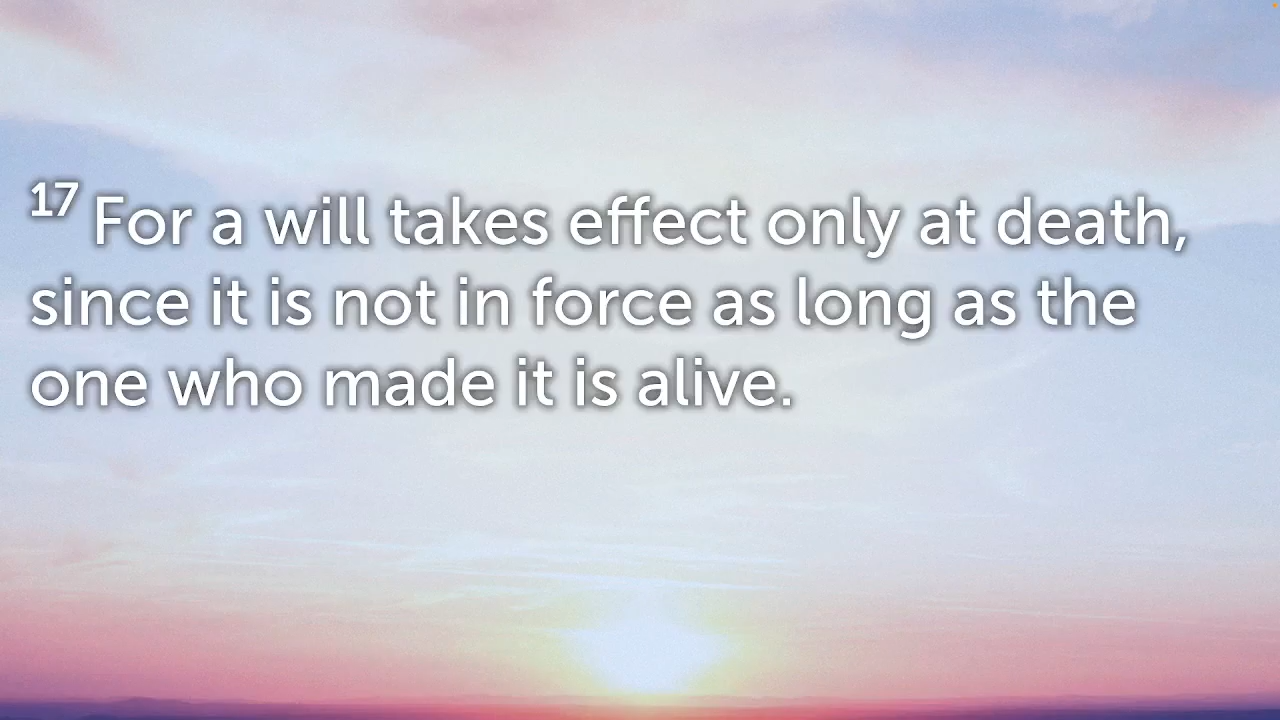 17 For a will takes effect only at death,
since it is not in force as long as the
one who made it is alive.